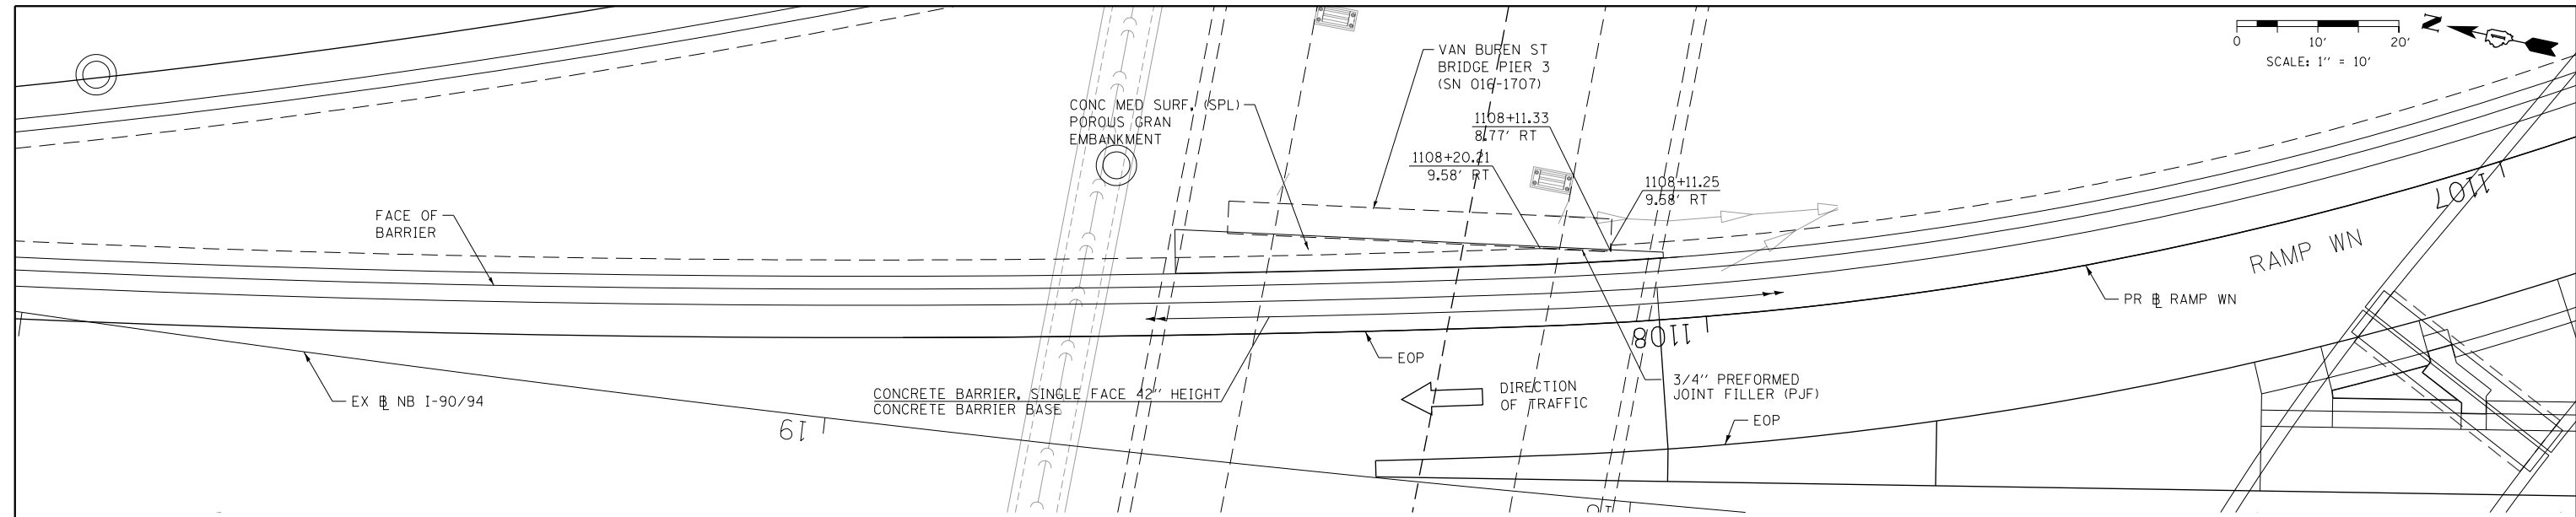 VAN BUREN ST
BRIDGE PIER 3
(SN 016-1707)
0 10' 20'
SCALE: 1" = 10'
N
CONC MED SURF, (SPL)
POROUS GRAN
EMBANKMENT
1108+11.33
8.77' RT
1108+20.21
9.58' RT
1108+11.25
9.58' RT
FACE OF
BARRIER
1107
RAMP WN
PR ℄ RAMP WN
1108
EOP
3/4" PREFORMED
JOINT FILLER (PJF)
DIRECTION
OF TRAFFIC
CONCRETE BARRIER, SINGLE FACE 42" HEIGHT
CONCRETE BARRIER BASE
EX ℄ NB I-90/94
EOP
19